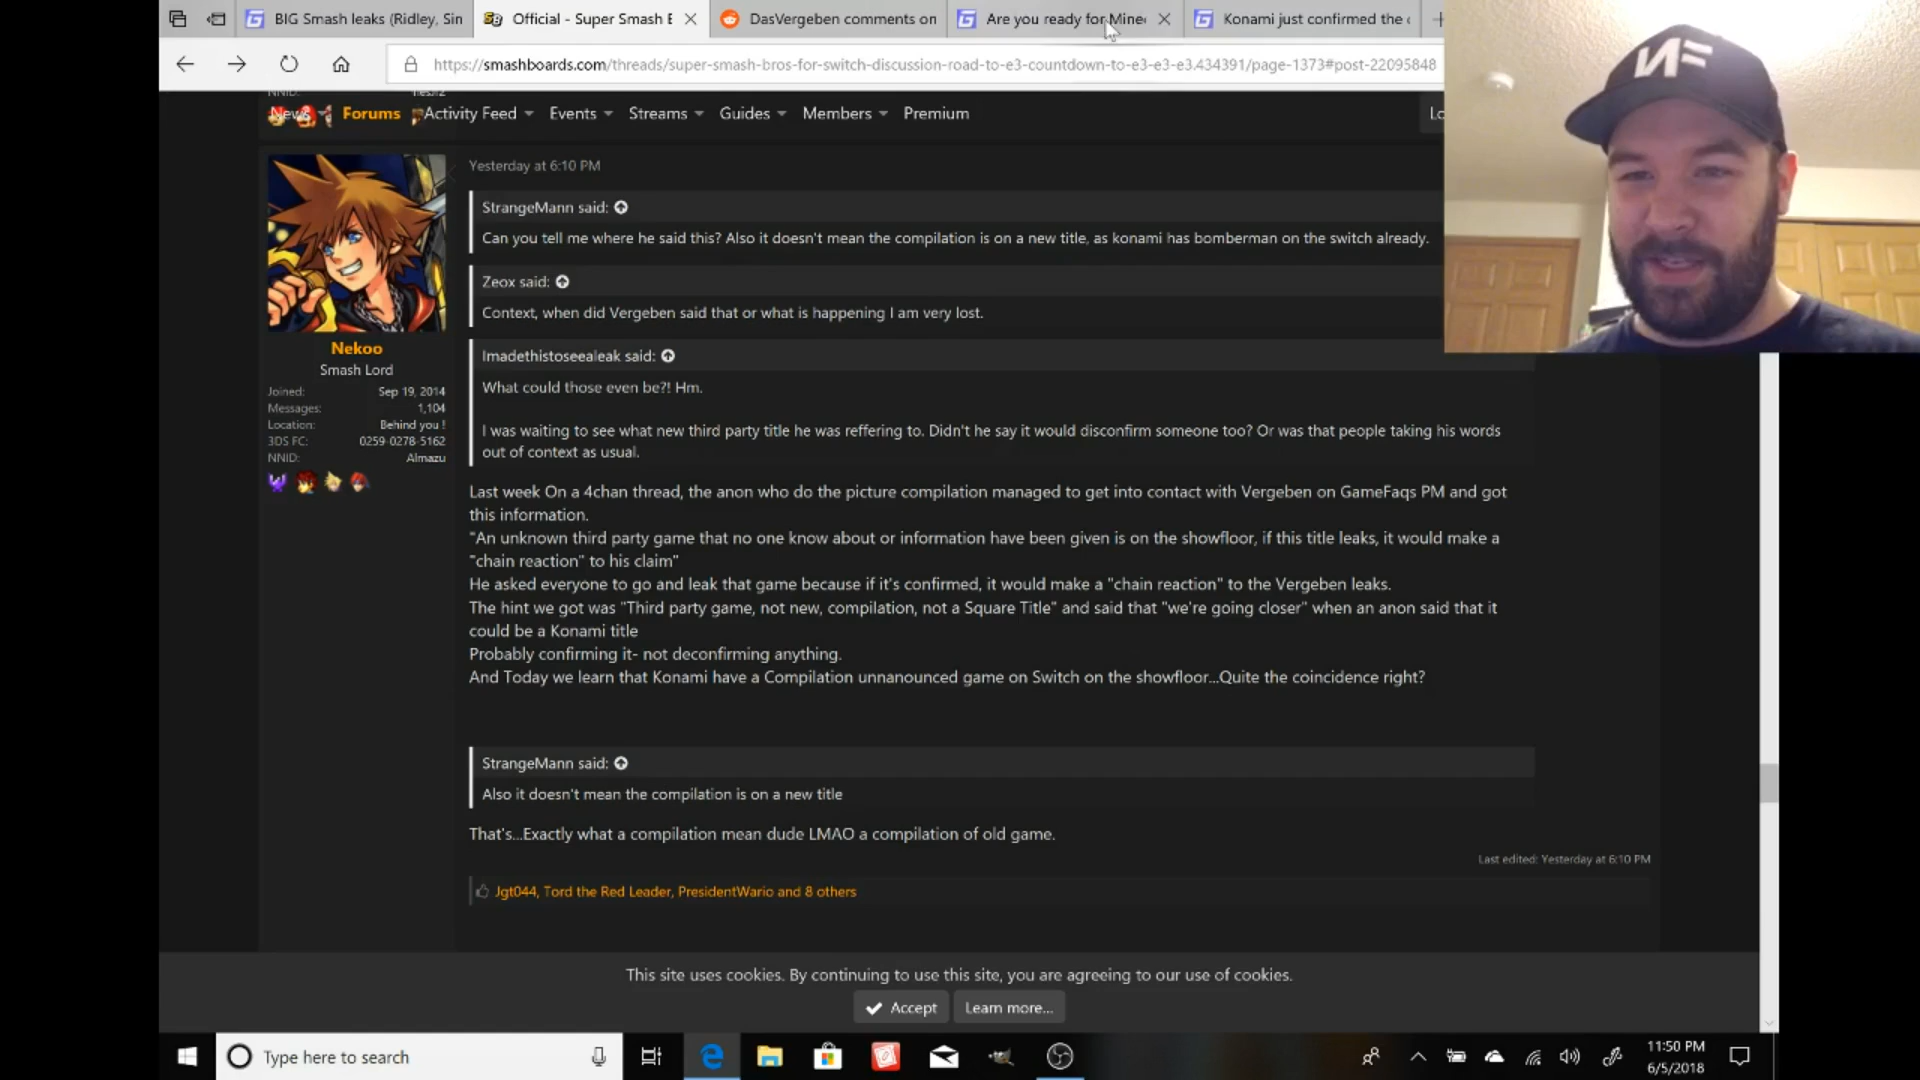 BIG Smash leaks (Ridley, Sin
Official - Super Smash B
DasVergeben comments on
Are you ready for Mine
Konami just confirmed the
https://smashboards.com/threads/super-smash-bros-for-switch-discussion-road-to-e3-countdown-to-e3-e3-e3.434391/page-1373#post-22095848
NNID:
News Forums Activity Feed Events Streams Guides Members Premium Lo
Yesterday at 6:10 PM
StrangeMann said:
Can you tell me where he said this? Also it doesn't mean the compilation is on a new title, as konami has bomberman on the switch already.
Zeox said:
Context, when did Vergeben said that or what is happening I am very lost.
Nekoo
Smash Lord
Joined: Sep 19, 2014
Messages: 1,104
Location: Behind you !
3DS FC: 0259-0278-5162
NNID: Almazu
Imadethistoseealeak said:
What could those even be?! Hm.
I was waiting to see what new third party title he was reffering to. Didn't he say it would disconfirm someone too? Or was that people taking his words
out of context as usual.
Last week On a 4chan thread, the anon who do the picture compilation managed to get into contact with Vergeben on GameFaqs PM and got
this information.
"An unknown third party game that no one know about or information have been given is on the showfloor, if this title leaks, it would make a
"chain reaction" to his claim"
He asked everyone to go and leak that game because if it's confirmed, it would make a "chain reaction" to the Vergeben leaks.
The hint we got was "Third party game, not new, compilation, not a Square Title" and said that "we're going closer" when an anon said that it
could be a Konami title
Probably confirming it- not deconfirming anything.
And Today we learn that Konami have a Compilation unnanounced game on Switch on the showfloor...Quite the coincidence right?
StrangeMann said:
Also it doesn't mean the compilation is on a new title
That's...Exactly what a compilation mean dude LMAO a compilation of old game.
Last edited: Yesterday at 6:10 PM
Jgt044, Tord the Red Leader, PresidentWario and 8 others
This site uses cookies. By continuing to use this site, you are agreeing to our use of cookies.
Accept
Learn more...
Type here to search
11:50 PM
6/5/2018